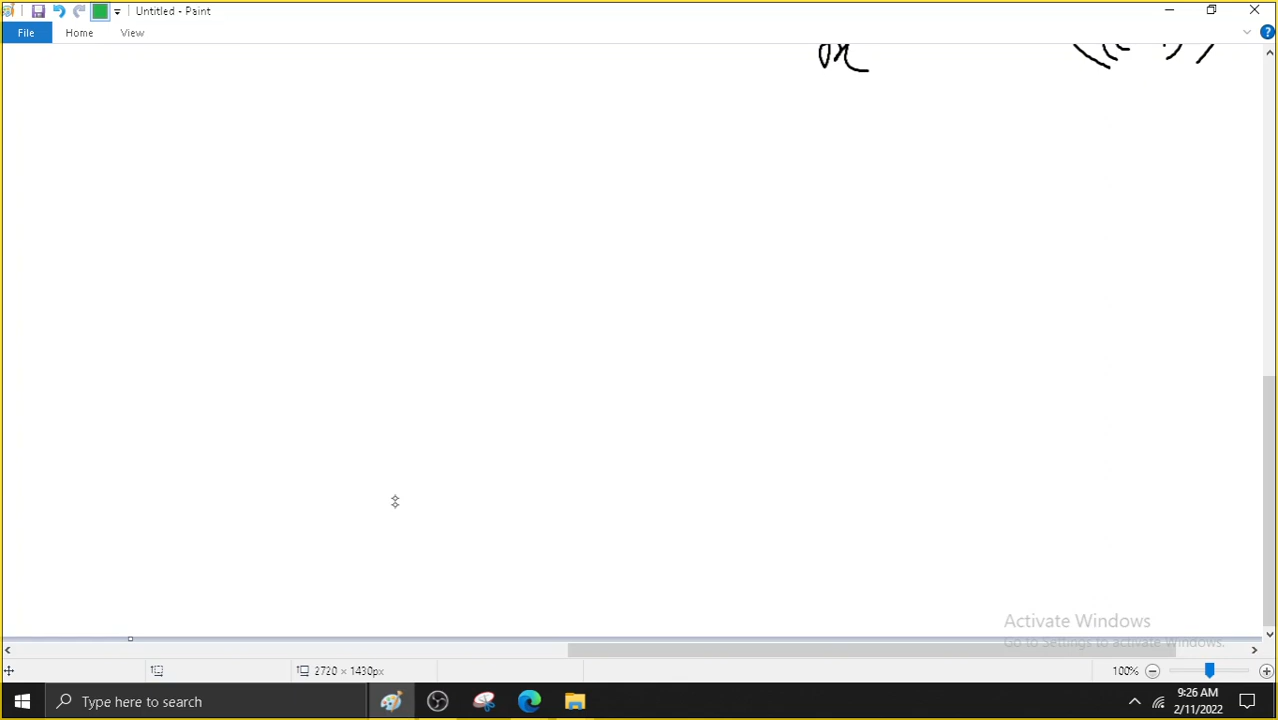 Untitled - Paint
File Home View
x
Activate Windows
Go to Settings to activate Windows.
2720 × 1430px
100%
Type here to search
9:26 AM
2/11/2022